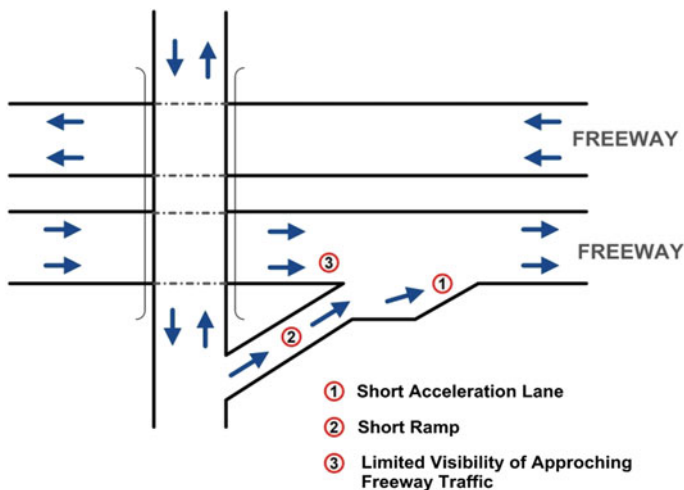 FREEWAY
FREEWAY
3
1
2
1 Short Acceleration Lane
2 Short Ramp
3 Limited Visibility of Approching
Freeway Traffic